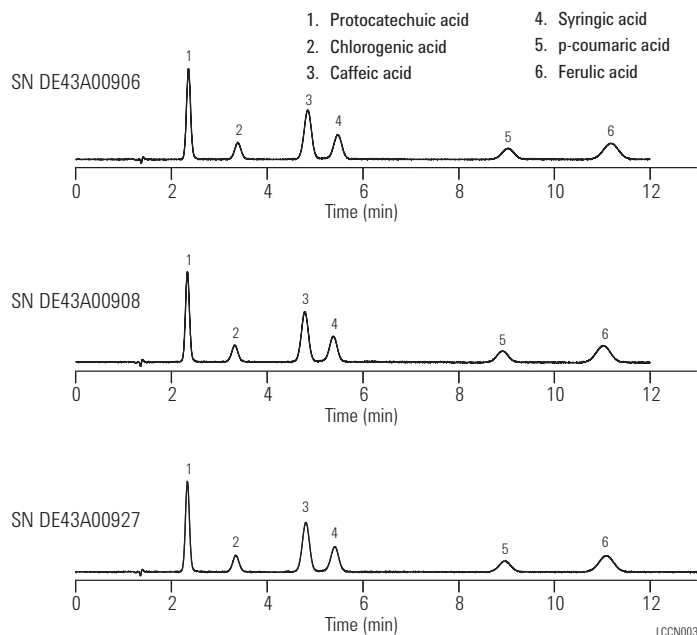 1. Protocatechuic acid
2. Chlorogenic acid
3. Caffeic acid
4. Syringic acid
5. p-coumaric acid
6. Ferulic acid
SN DE43A00906
1 2 3 4 5 6
0 2 4 6 8 10 12
Time (min)
SN DE43A00908
1 2 3 4 5 6
0 2 4 6 8 10 12
Time (min)
SN DE43A00927
1 2 3 4 5 6
0 2 4 6 8 10 12
Time (min)
LCCN003